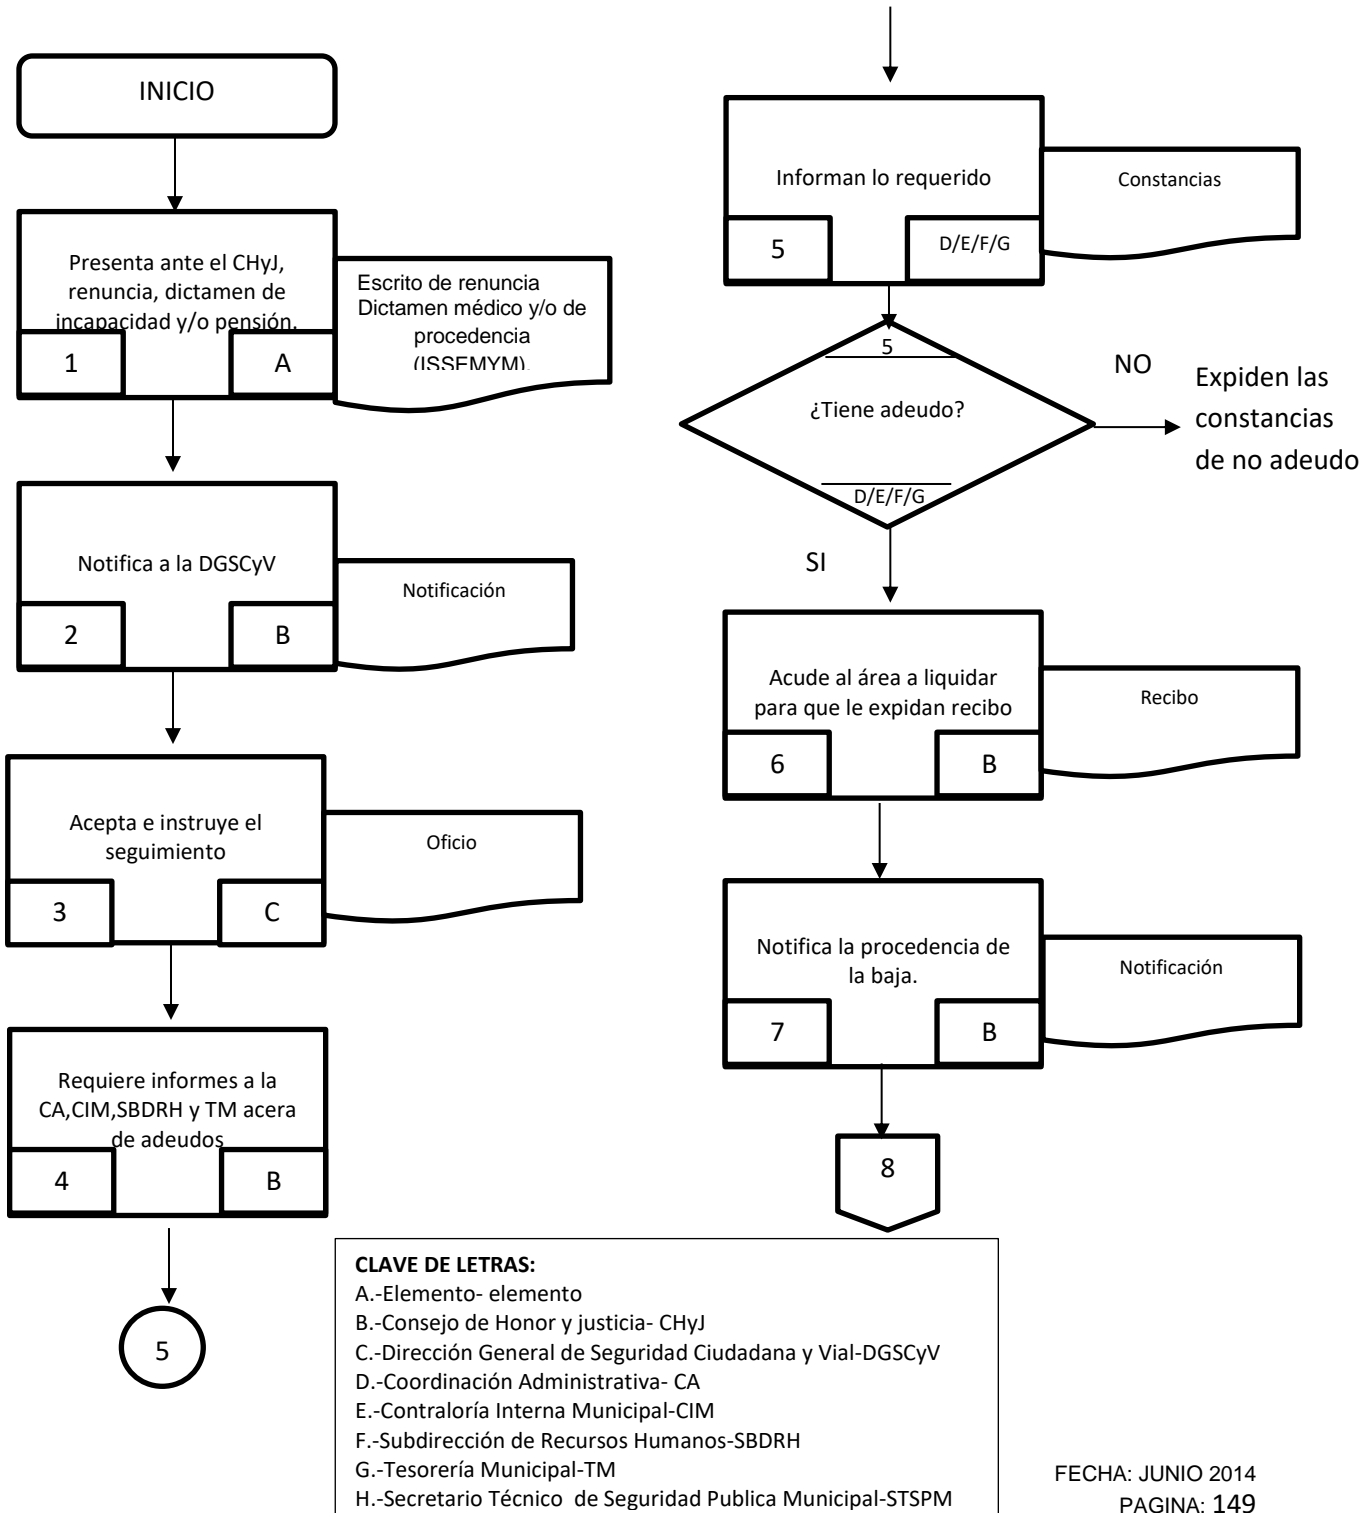 INICIO
Presenta ante el CHyJ,
renuncia, dictamen de
incapacidad y/o pensión.
1
A
Escrito de renuncia
Dictamen médico y/o de
procedencia
(ISSEMYM).
Notifica a la DGSCyV
2
B
Notificación
Acepta e instruye el
seguimiento
3
C
Oficio
Requiere informes a la
CA,CIM,SBDRH y TM acera
de adeudos
4
B
5
Informan lo requerido
5
D/E/F/G
Constancias
5
¿Tiene adeudo?
D/E/F/G
NO
Expiden las
constancias
de no adeudo
SI
Acude al área a liquidar
para que le expidan recibo
6
B
Recibo
Notifica la procedencia de
la baja.
7
B
Notificación
8
CLAVE DE LETRAS:
A.-Elemento- elemento
B.-Consejo de Honor y justicia- CHyJ
C.-Dirección General de Seguridad Ciudadana y Vial-DGSCyV
D.-Coordinación Administrativa- CA
E.-Contraloría Interna Municipal-CIM
F.-Subdirección de Recursos Humanos-SBDRH
G.-Tesorería Municipal-TM
H.-Secretario Técnico  de Seguridad Publica Municipal-STSPM
FECHA: JUNIO 2014
PAGINA: 149